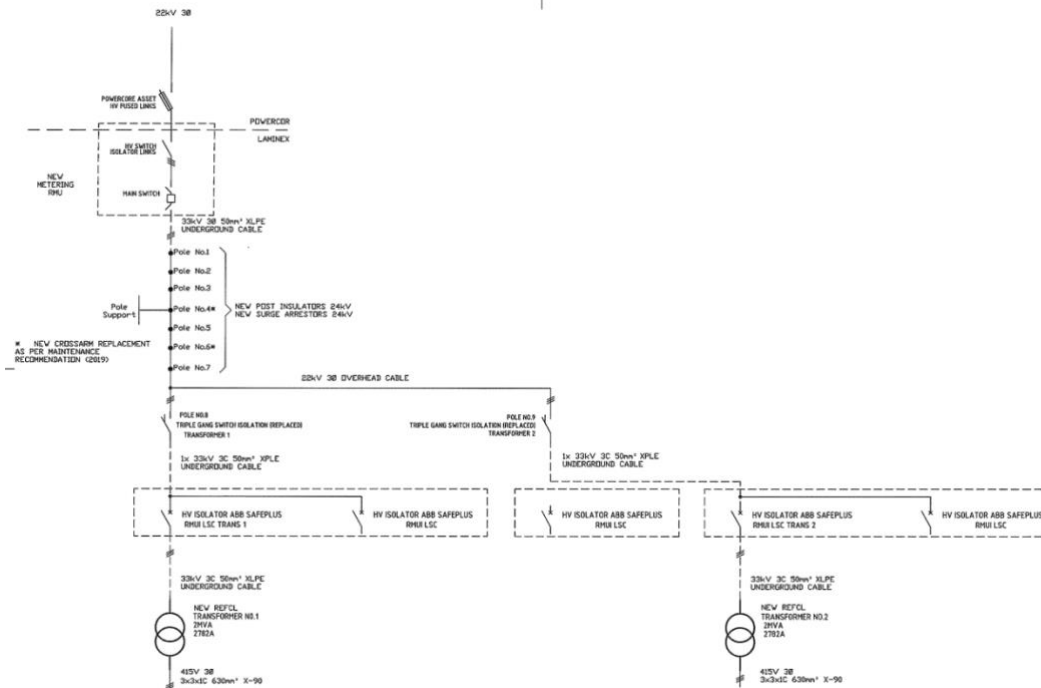 22kV 3Ø
POWERCORE ASSET
HV FUSED LINKS
POWERCOR
LAMINEX
HV SWITCH
ISOLATOR LINKS
NEW
METERING
RMU
MAIN SWITCH
33kV 3Ø 50mm² XLPE
UNDERGROUND CABLE
Pole No.1
Pole No.2
Pole No.3
Pole No.4*
Pole No.5
Pole No.6*
Pole No.7
Pole
Support
NEW POST INSULATORS 24kV
NEW SURGE ARRESTORS 24kV
* NEW CROSSARM REPLACEMENT
AS PER MAINTENANCE
RECOMMENDATION (2019)
22kV 3Ø OVERHEAD CABLE
POLE NO.8
TRIPLE GANG SWITCH ISOLATION (REPLACED)
TRANSFORMER 1
POLE NO.9
TRIPLE GANG SWITCH ISOLATION (REPLACED)
TRANSFORMER 2
1x 33kV 3C 50mm² XPLE
UNDERGROUND CABLE
1x 33kV 3C 50mm² XPLE
UNDERGROUND CABLE
HV ISOLATOR ABB SAFEPLUS
RMU1 LSC TRANS 1
HV ISOLATOR ABB SAFEPLUS
RMU1 LSC
HV ISOLATOR ABB SAFEPLUS
RMU1 LSC
HV ISOLATOR ABB SAFEPLUS
RMU1 LSC TRANS 2
HV ISOLATOR ABB SAFEPLUS
RMU1 LSC
33kV 3C 50mm² XLPE
UNDERGROUND CABLE
33kV 3C 50mm² XLPE
UNDERGROUND CABLE
NEW REFCL
TRANSFORMER NO.1
2MVA
2782A
NEW REFCL
TRANSFORMER NO.2
2MVA
2782A
415V 3Ø
3x3x1C 630mm² X-90
415V 3Ø
3x3x1C 630mm² X-90